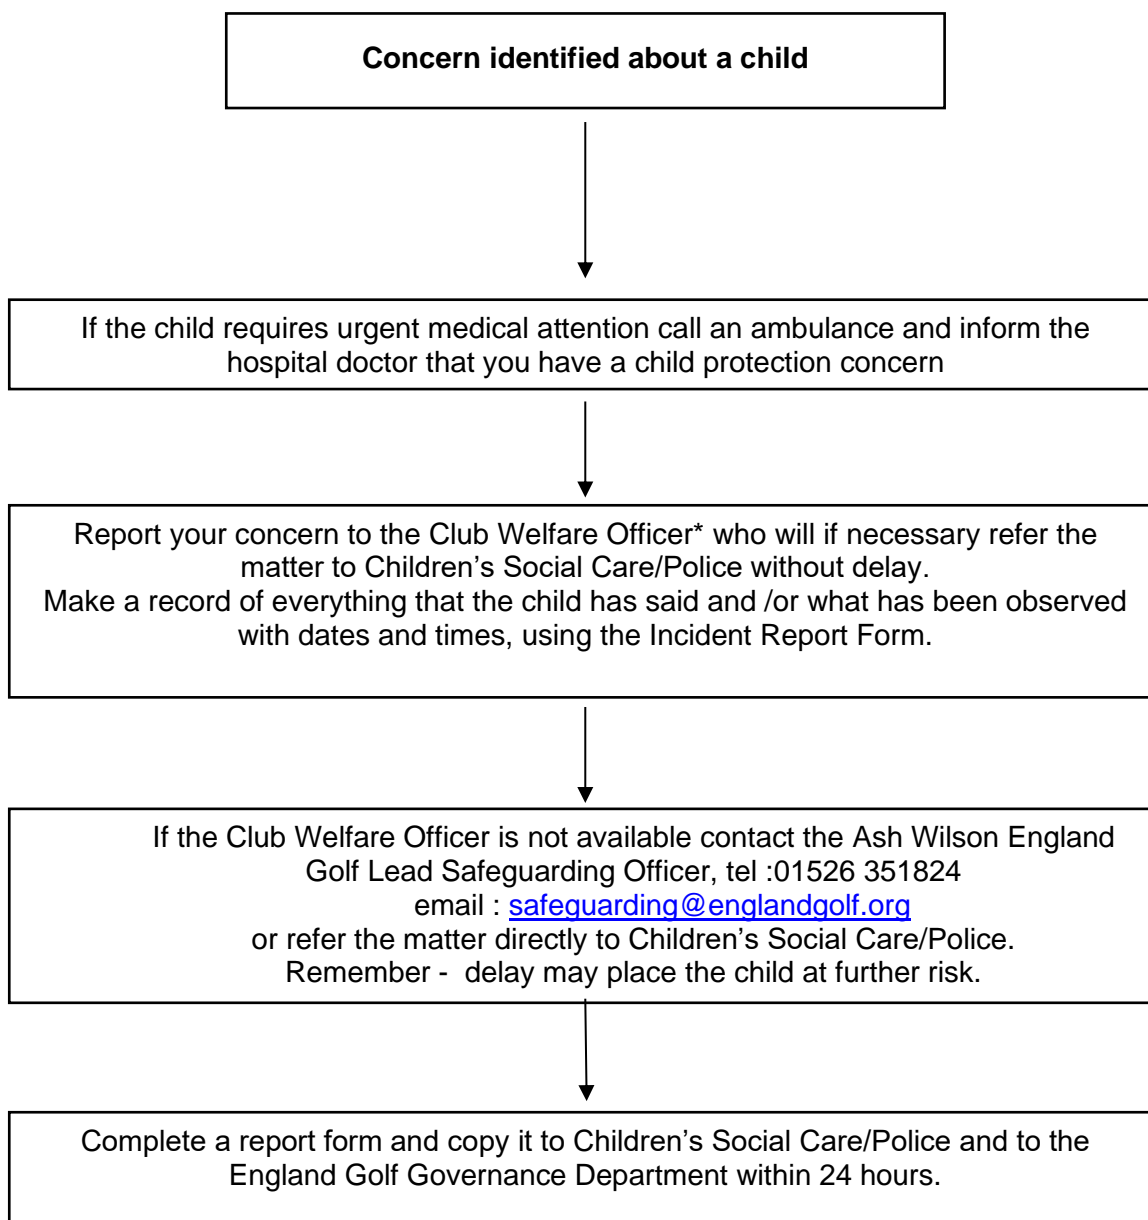 Concern identified about a child
If the child requires urgent medical attention call an ambulance and inform the
hospital doctor that you have a child protection concern
Report your concern to the Club Welfare Officer* who will if necessary refer the
matter to Children’s Social Care/Police without delay.
Make a record of everything that the child has said and /or what has been observed
with dates and times, using the Incident Report Form.
If the Club Welfare Officer is not available contact the Ash Wilson England
Golf Lead Safeguarding Officer, tel :01526 351824
email : safeguarding@englandgolf.org
or refer the matter directly to Children’s Social Care/Police.
Remember -  delay may place the child at further risk.
Complete a report form and copy it to Children’s Social Care/Police and to the
England Golf Governance Department within 24 hours.